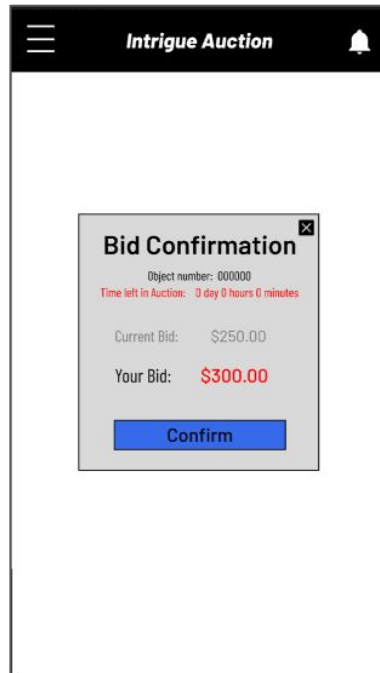 Intrigue Auction
Bid Confirmation
Object number: 000000
Time left in Auction: 0 day 0 hours 0 minutes
Current Bid: $250.00
Your Bid: $300.00
Confirm